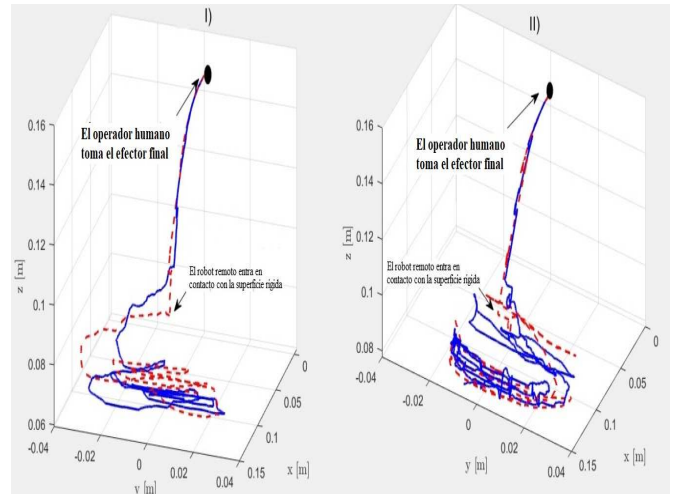 I)
El operador humano
toma el efector final
El robot remoto entra en
contacto con la superficie rigida
0.16
0.14
0.12
0.1
0.08
0.06
z [m]
-0.04
-0.02
0
0.02
0.04
y [m]
0.15
0.1
0.05
0
x [m]
II)
El operador humano
toma el efector final
El robot remoto entra en
contacto con la superficie rigida
0.16
0.14
0.12
0.1
0.08
z [m]
-0.04
-0.02
0
0.02
0.04
y [m]
0.15
0.1
0.05
0
x [m]